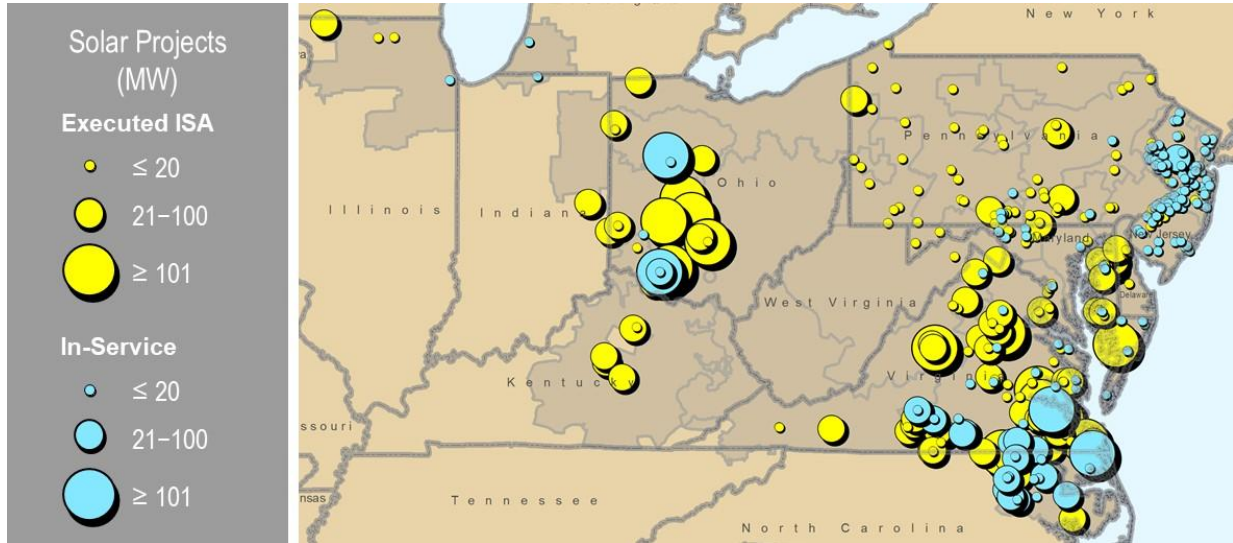 Solar Projects
(MW)
Executed ISA
≤ 20
21–100
≥ 101
In-Service
≤ 20
21–100
≥ 101
New York
Pennsylvania
Ohio
Illinois
Indiana
Maryland
New Jersey
West Virginia
Delaware
Virginia
Kentucky
ssouri
nsas
Tennessee
North Carolina